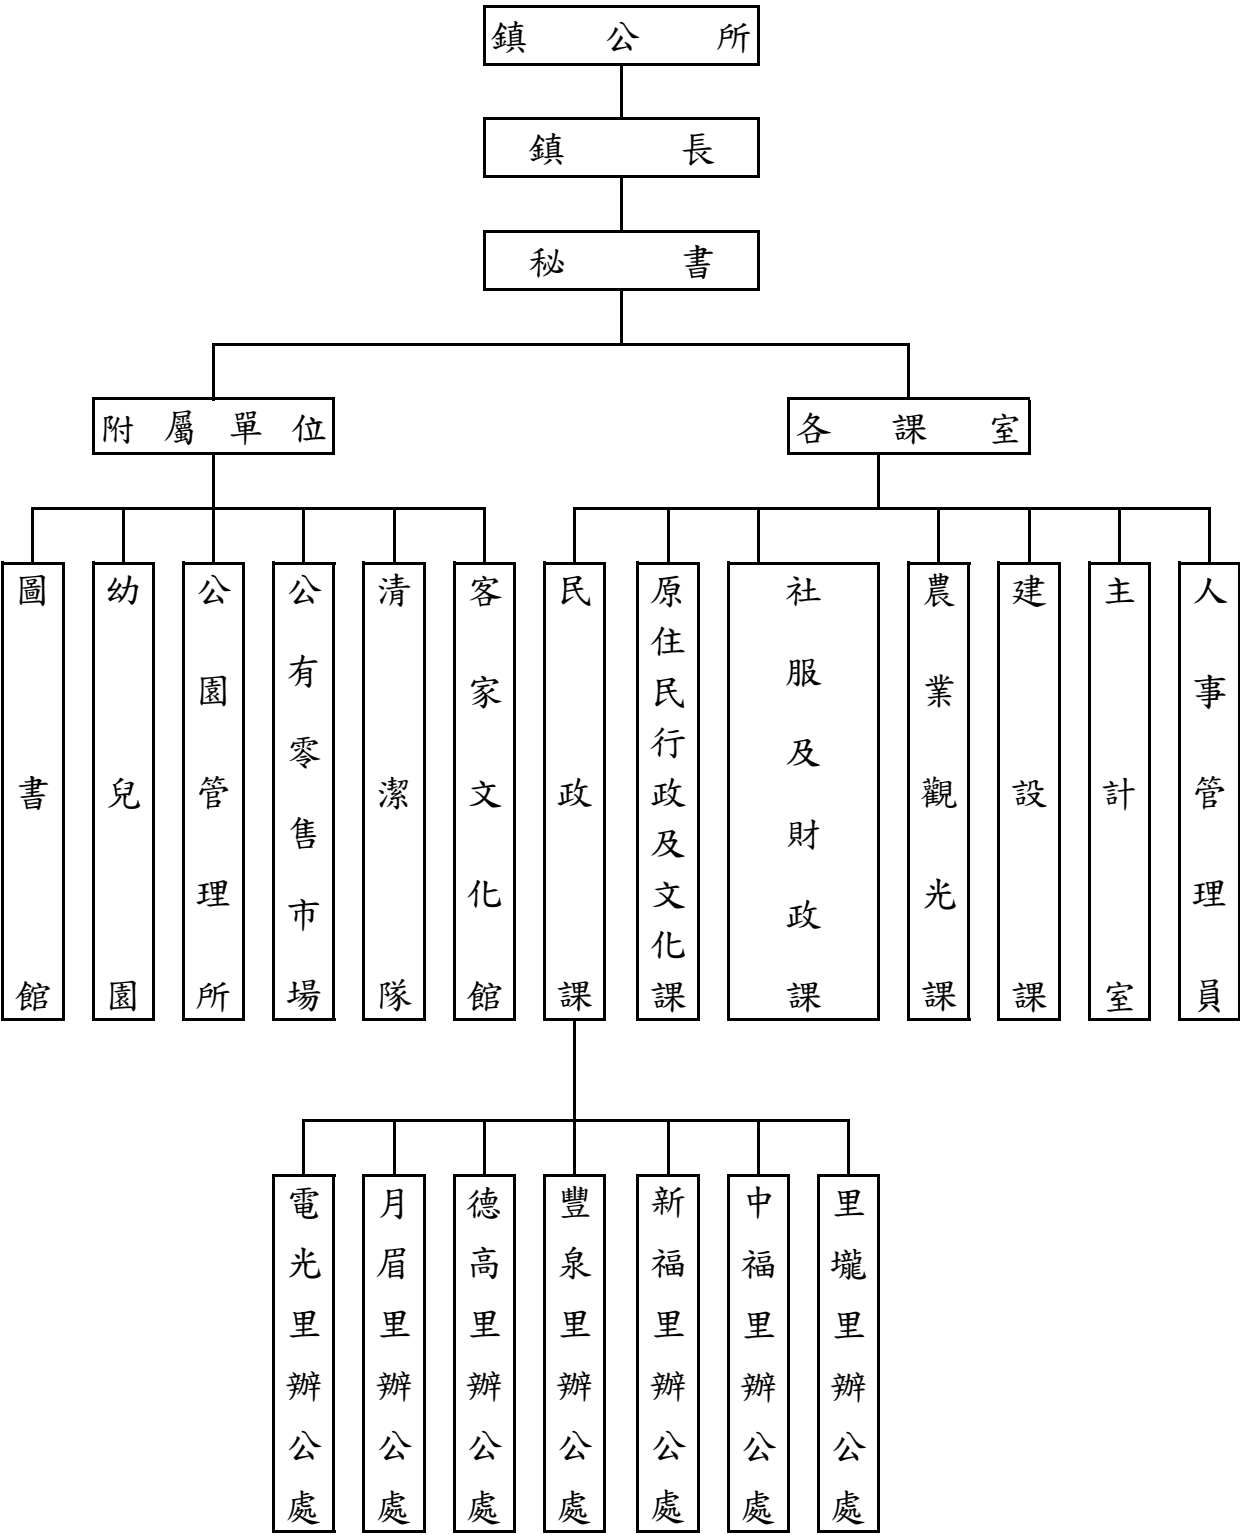 鎮公所
鎮長
秘書
附屬單位
各課室
圖書館
幼兒園
公園管理所
公有零售市場
清潔隊
客家文化館
民政課
原住民行政及文化課
社服及財政課
農業觀光課
建設課
主計室
人事管理員
電光里辦公處
月眉里辦公處
德高里辦公處
豐泉里辦公處
新福里辦公處
中福里辦公處
里壠里辦公處